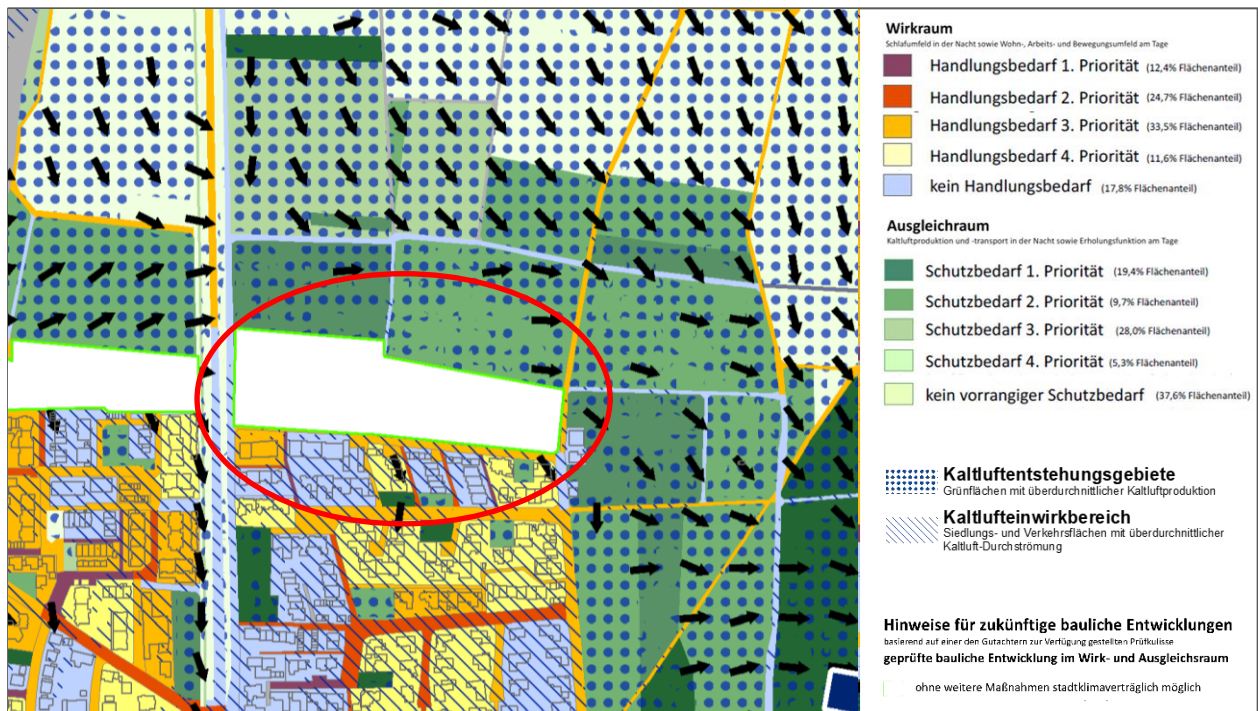 Wirkraum
Schlafumfeld in der Nacht sowie Wohn-, Arbeits- und Bewegungsumfeld am Tage
Handlungsbedarf 1. Priorität (12,4% Flächenanteil)
Handlungsbedarf 2. Priorität (24,7% Flächenanteil)
Handlungsbedarf 3. Priorität (33,5% Flächenanteil)
Handlungsbedarf 4. Priorität (11,6% Flächenanteil)
kein Handlungsbedarf (17,8% Flächenanteil)
Ausgleichraum
Kaltluftproduktion und -transport in der Nacht sowie Erholungsfunktion am Tage
Schutzbedarf 1. Priorität (19,4% Flächenanteil)
Schutzbedarf 2. Priorität (9,7% Flächenanteil)
Schutzbedarf 3. Priorität (28,0% Flächenanteil)
Schutzbedarf 4. Priorität (5,3% Flächenanteil)
kein vorrangiger Schutzbedarf (37,6% Flächenanteil)
Kaltluftentstehungsgebiete
Grünflächen mit überdurchnittlicher Kaltluftproduktion
Kaltlufteinwirkbereich
Siedlungs- und Verkehrsflächen mit überdurchnittlicher
Kaltluft-Durchströmung
Hinweise für zukünftige bauliche Entwicklungen
basierend auf einer den Gutachtern zur Verfügung gestellten Prüfkulisse
geprüfte bauliche Entwicklung im Wirk- und Ausgleichsraum
ohne weitere Maßnahmen stadtklimaverträglich möglich